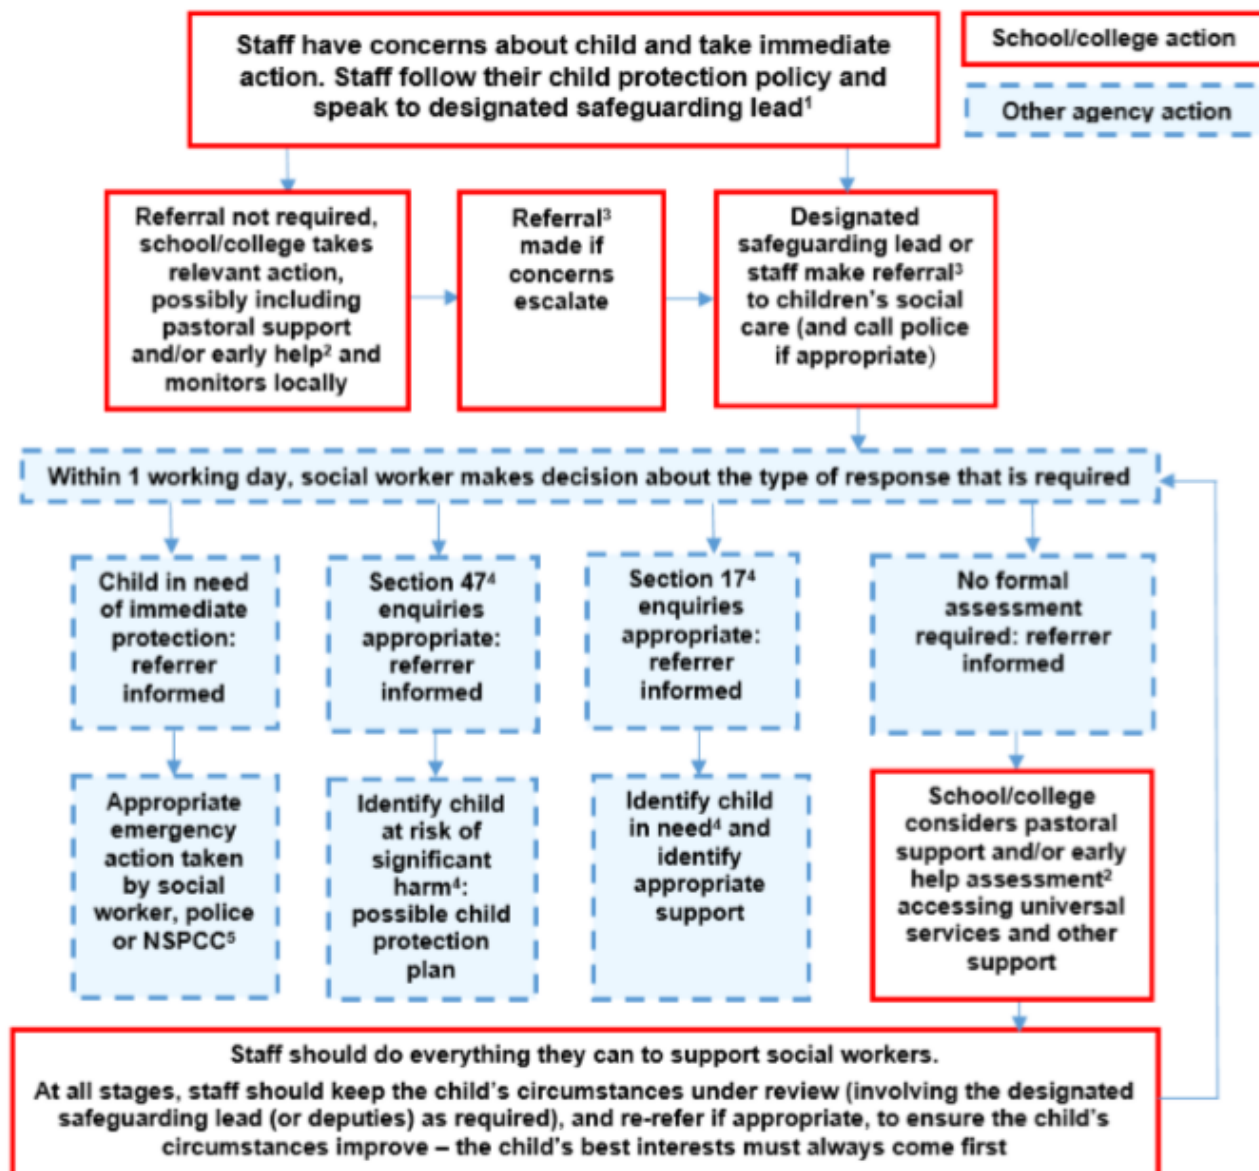 Staff have concerns about child and take immediate
action. Staff follow their child protection policy and
speak to designated safeguarding lead¹
School/college action
Other agency action
Referral not required,
school/college takes
relevant action,
possibly including
pastoral support
and/or early help² and
monitors locally
Referral³
made if
concerns
escalate
Designated
safeguarding lead or
staff make referral³
to children's social
care (and call police
if appropriate)
Within 1 working day, social worker makes decision about the type of response that is required
Child in need
of immediate
protection:
referrer
informed
Section 47⁴
enquiries
appropriate:
referrer
informed
Section 17⁴
enquiries
appropriate:
referrer
informed
No formal
assessment
required: referrer
informed
Appropriate
emergency
action taken
by social
worker, police
or NSPCC⁵
Identify child
at risk of
significant
harm⁴:
possible child
protection
plan
Identify child
in need⁴ and
identify
appropriate
support
School/college
considers pastoral
support and/or early
help assessment²
accessing universal
services and other
support
Staff should do everything they can to support social workers.
At all stages, staff should keep the child's circumstances under review (involving the designated
safeguarding lead (or deputies) as required), and re-refer if appropriate, to ensure the child's
circumstances improve – the child's best interests must always come first